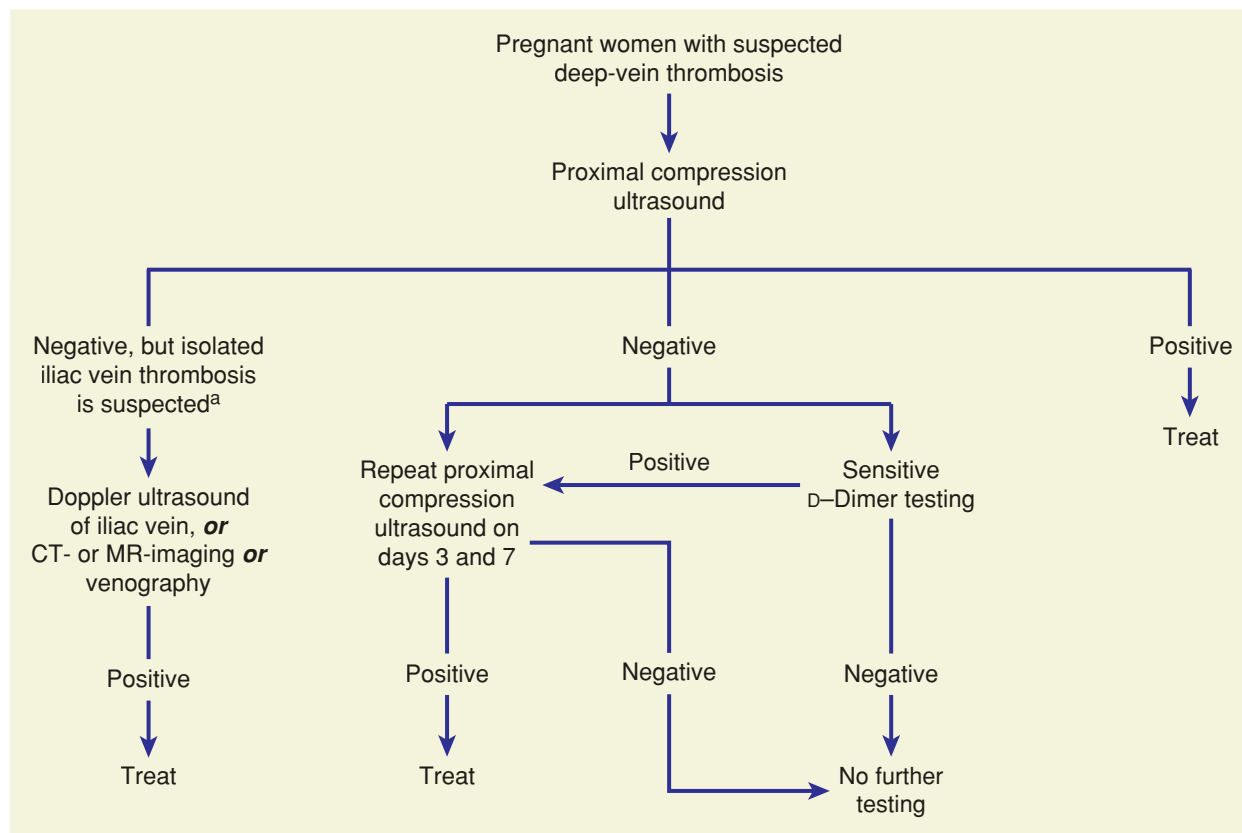 Pregnant women with suspected
deep-vein thrombosis
Proximal compression
ultrasound
Negative, but isolated
iliac vein thrombosis
is suspectedᵃ
Doppler ultrasound
of iliac vein, or
CT- or MR-imaging or
venography
Positive
Treat
Negative
Repeat proximal
compression
ultrasound on
days 3 and 7
Positive
Treat
Negative
Positive
Sensitive
D–Dimer testing
Negative
No further
testing
Positive
Treat